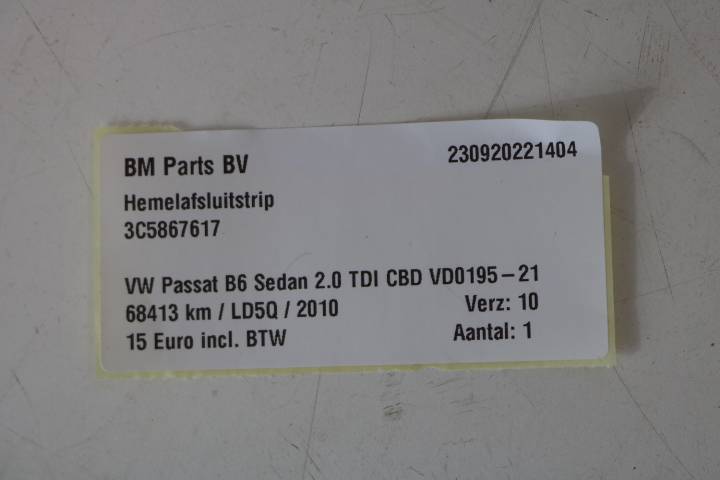 BM Parts BV 230920221404
Hemelafsluitstrip
3C5867617
VW Passat B6 Sedan 2.0 TDI CBD VD0195-21
68413 km / LD5Q / 2010 Verz: 10
15 Euro incl. BTW Aantal: 1